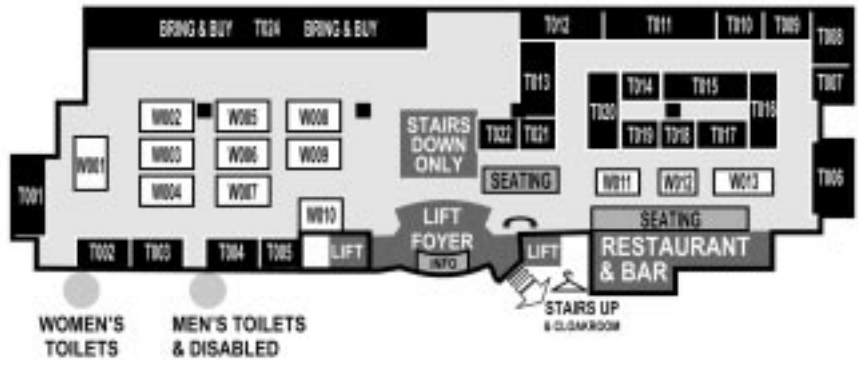 BRING & BUY T024 BRING & BUY
T012 T011 T010 T009
T008
T007
T013
T014 T015
T020 T016
T019 T018 T017
T022 T021
W002 W005 W008
W003 W006 W009
W004 W007
W001
W010
STAIRS
DOWN
ONLY
SEATING
W011 W012 W013
T006
T001
SEATING
LIFT
FOYER
INFO
T002 T003 T004 T005 LIFT
LIFT
RESTAURANT
& BAR
STAIRS UP
& CLOAKROOM
WOMEN'S
TOILETS
MEN'S TOILETS
& DISABLED